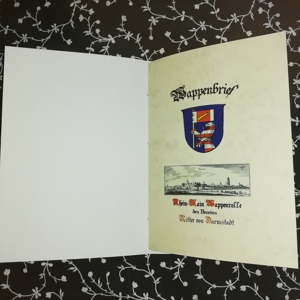 Wappenbrief
Rhein-Main Wappenrolle
des Vereins
Ritter von Darmstadt